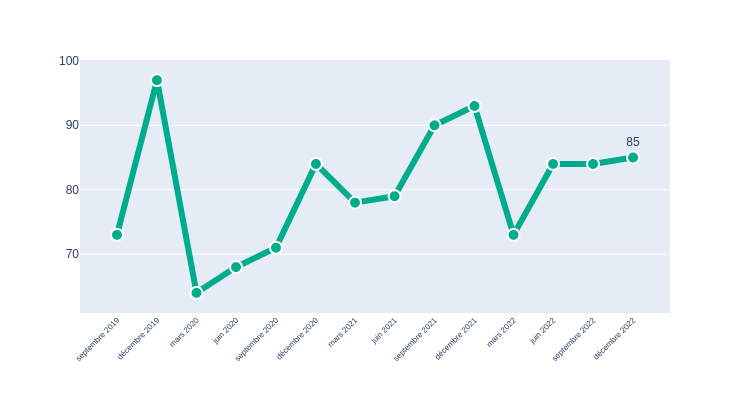 100
90
80
70
85
septembre 2019
décembre 2019
mars 2020
juin 2020
septembre 2020
décembre 2020
mars 2021
juin 2021
septembre 2021
décembre 2021
mars 2022
juin 2022
septembre 2022
décembre 2022